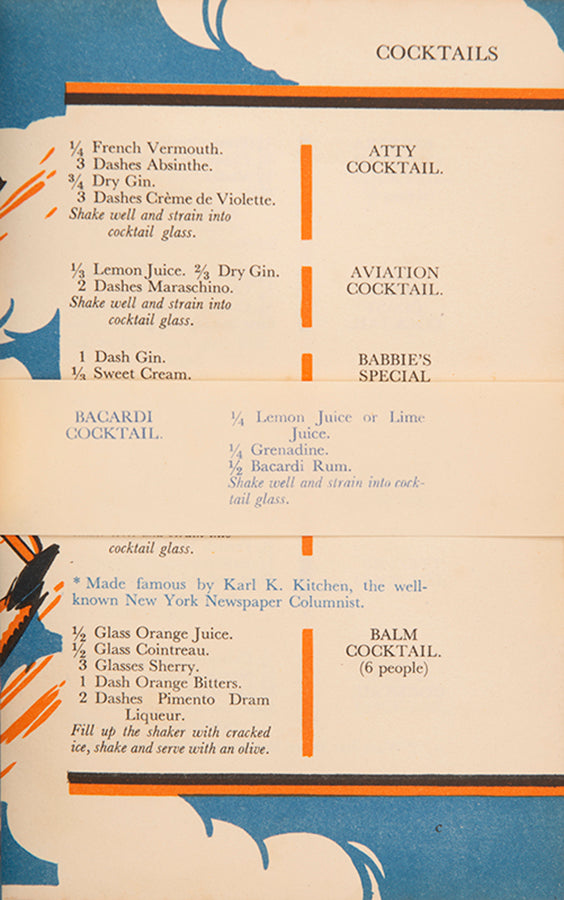 COCKTAILS
¼ French Vermouth.
3 Dashes Absinthe.
¾ Dry Gin.
3 Dashes Crème de Violette.
Shake well and strain into
cocktail glass.
ATTY
COCKTAIL.
⅓ Lemon Juice. ⅔ Dry Gin.
2 Dashes Maraschino.
Shake well and strain into
cocktail glass.
AVIATION
COCKTAIL.
1 Dash Gin.
⅓ Sweet Cream.
BABBIE'S
SPECIAL
BACARDI
COCKTAIL.
¼ Lemon Juice or Lime
Juice.
¼ Grenadine.
½ Bacardi Rum.
Shake well and strain into cock-
tail glass.
cocktail glass.
* Made famous by Karl K. Kitchen, the well-
known New York Newspaper Columnist.
½ Glass Orange Juice.
½ Glass Cointreau.
3 Glasses Sherry.
1 Dash Orange Bitters.
2 Dashes Pimento Dram
Liqueur.
Fill up the shaker with cracked
ice, shake and serve with an olive.
BALM
COCKTAIL.
(6 people)
c